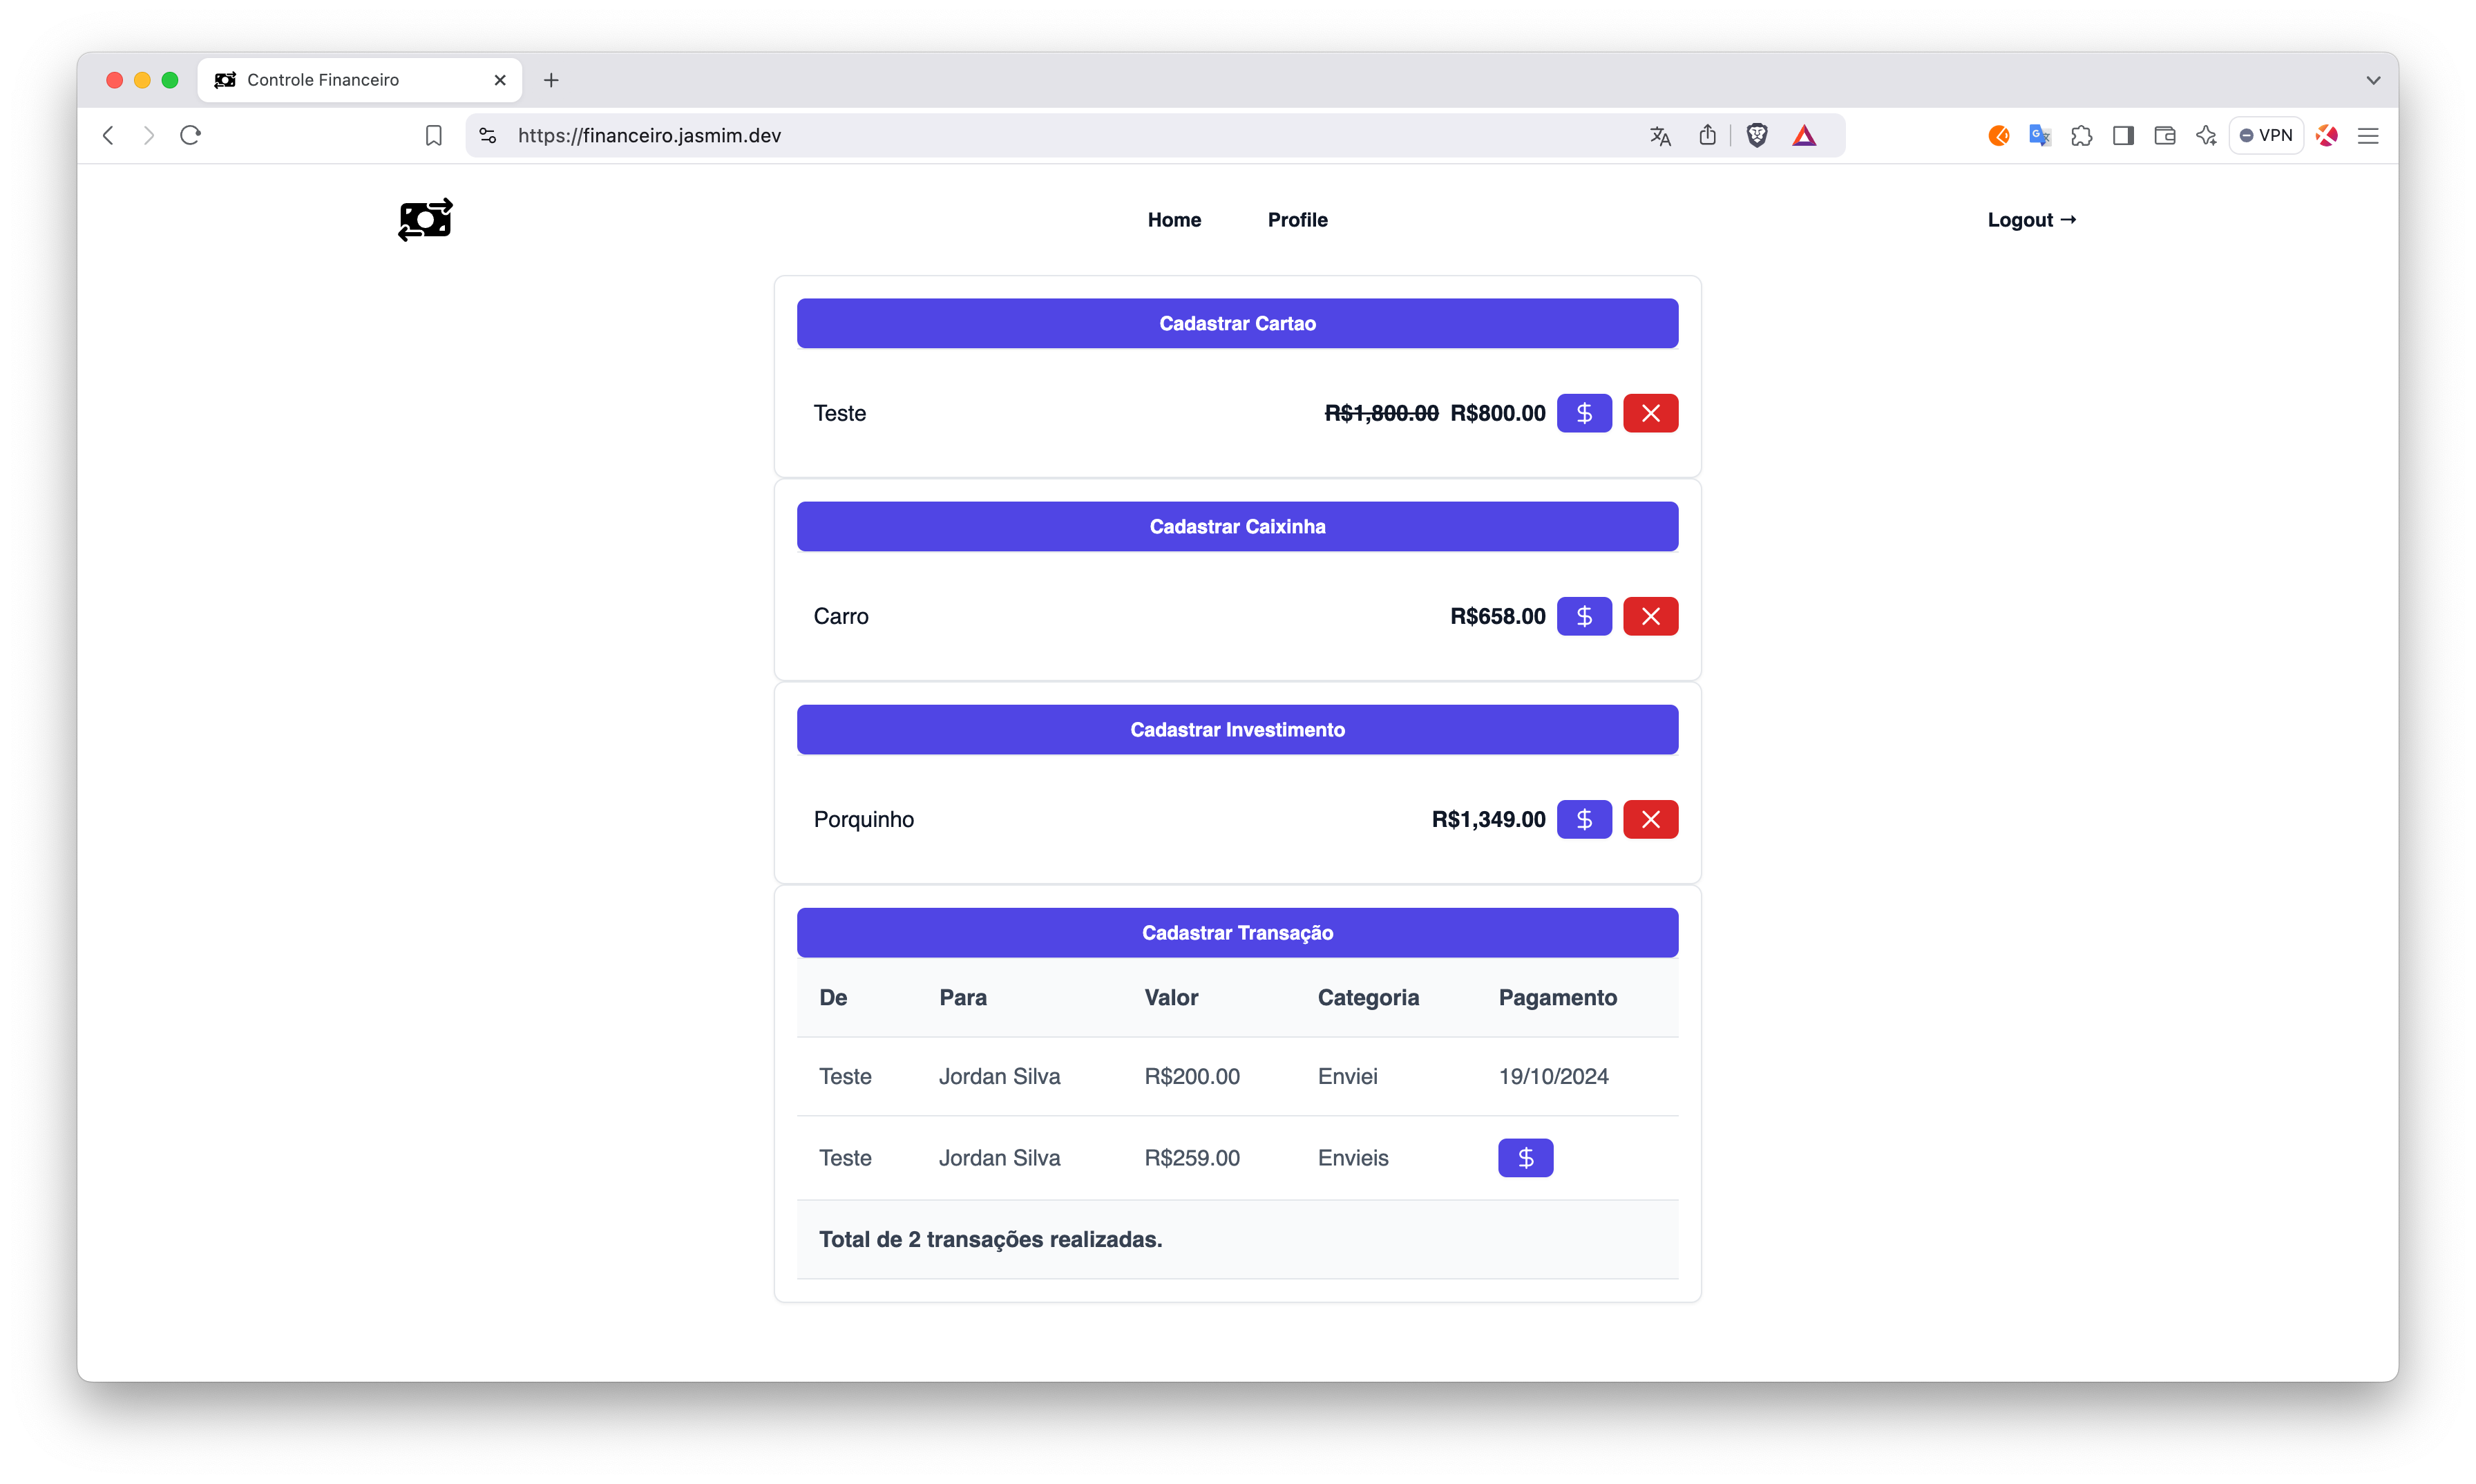 Controle Financeiro
https://financeiro.jasmim.dev
VPN
Home Profile Logout →
Cadastrar Cartao
Teste R$1,800.00 R$800.00 $
Cadastrar Caixinha
Carro R$658.00 $
Cadastrar Investimento
Porquinho R$1,349.00 $
Cadastrar Transação
De Para Valor Categoria Pagamento
Teste Jordan Silva R$200.00 Enviei 19/10/2024
Teste Jordan Silva R$259.00 Envieis $
Total de 2 transações realizadas.